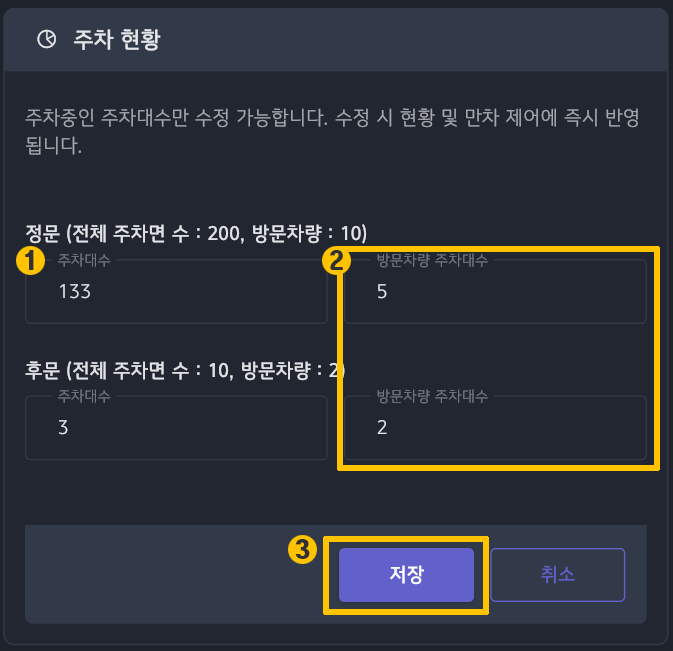 주차 현황
주차중인 주차대수만 수정 가능합니다. 수정 시 현황 및 만차 제어에 즉시 반영
됩니다.
정문 (전체 주차면 수 : 200, 방문차량 : 10)
1 주차대수 2 방문차량 주차대수
133 5
후문 (전체 주차면 수 : 10, 방문차량 : 2)
주차대수 방문차량 주차대수
3 2
3 저장 취소